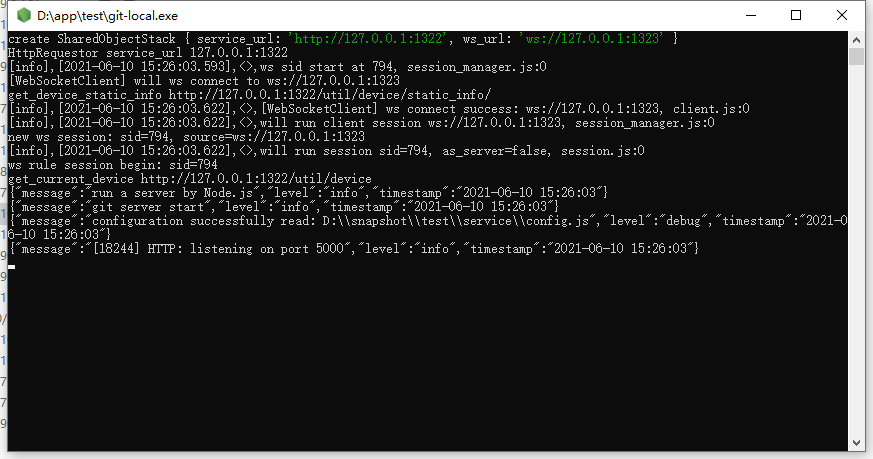 D:\app\test\git-local.exe
create SharedObjectStack { service_url: 'http://127.0.0.1:1322', ws_url: 'ws://127.0.0.1:1323' }
HttpRequestor service_url 127.0.0.1:1322
[info],[2021-06-10 15:26:03.593],<>,ws sid start at 794, session_manager.js:0
[WebSocketClient] will ws connect to ws://127.0.0.1:1323
get_device_static_info http://127.0.0.1:1322/util/device/static_info/
[info],[2021-06-10 15:26:03.622],<>,[WebSocketClient] ws connect success: ws://127.0.0.1:1323, client.js:0
[info],[2021-06-10 15:26:03.622],<>,will run client session ws://127.0.0.1:1323, session_manager.js:0
new ws session: sid=794, source=ws://127.0.0.1:1323
[info],[2021-06-10 15:26:03.622],<>,will run session sid=794, as_server=false, session.js:0
ws rule session begin: sid=794
get_current_device http://127.0.0.1:1322/util/device
{"message":"run a server by Node.js","level":"info","timestamp":"2021-06-10 15:26:03"}
{"message":"git server start","level":"info","timestamp":"2021-06-10 15:26:03"}
{"message":"configuration successfully read: D:\\snapshot\\test\\service\\config.js","level":"debug","timestamp":"2021-0
6-10 15:26:03"}
{"message":"[18244] HTTP: listening on port 5000","level":"info","timestamp":"2021-06-10 15:26:03"}